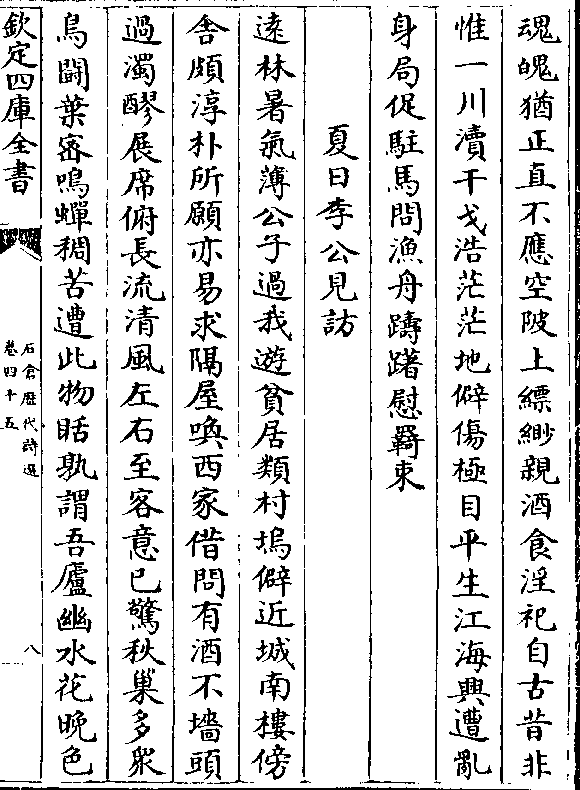 魂魄猶正直不應空陂上縹緲親酒食淫祀自古昔非
惟一川瀆干戈浩茫茫地僻傷極目平生江海興遭亂
身局促駐馬問漁舟躊躇慰羇束
夏日李公見訪
遠林暑氣薄公子過我遊貧居類村塢僻近城南樓傍
舍頗淳朴所願亦易求隔屋喚西家借問有酒不墻頭
過濁醪展席俯長流清風左右至客意已驚秋巢多衆
鳥鬬葉宻鳴蟬稠苦遭此物聒孰謂吾廬幽水花晚色
欽定四庫全書
石倉歴代詩選
卷四十五
八